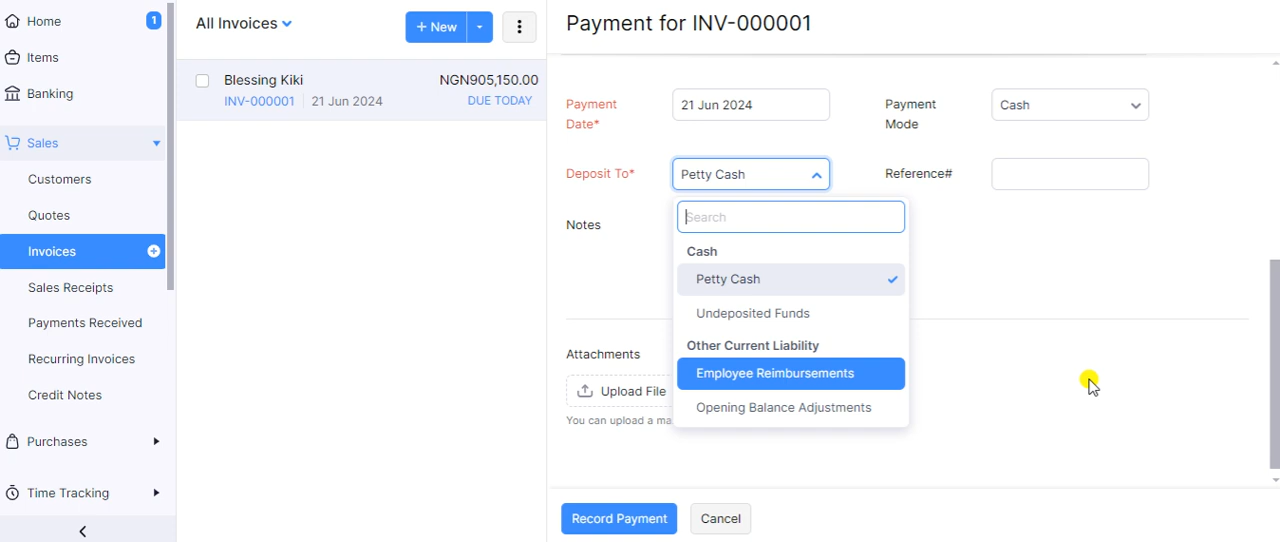 Home
1
Items
Banking
Sales
Customers
Quotes
Invoices
Sales Receipts
Payments Received
Recurring Invoices
Credit Notes
Purchases
Time Tracking
All Invoices
+ New
Blessing Kiki
NGN905,150.00
INV-000001
21 Jun 2024
DUE TODAY
Payment for INV-000001
Payment
Date*
21 Jun 2024
Payment
Mode
Cash
Deposit To*
Petty Cash
Reference#
Notes
Search
Cash
Petty Cash
Undeposited Funds
Other Current Liability
Employee Reimbursements
Opening Balance Adjustments
Attachments
Upload File
You can upload a ma
Record Payment
Cancel